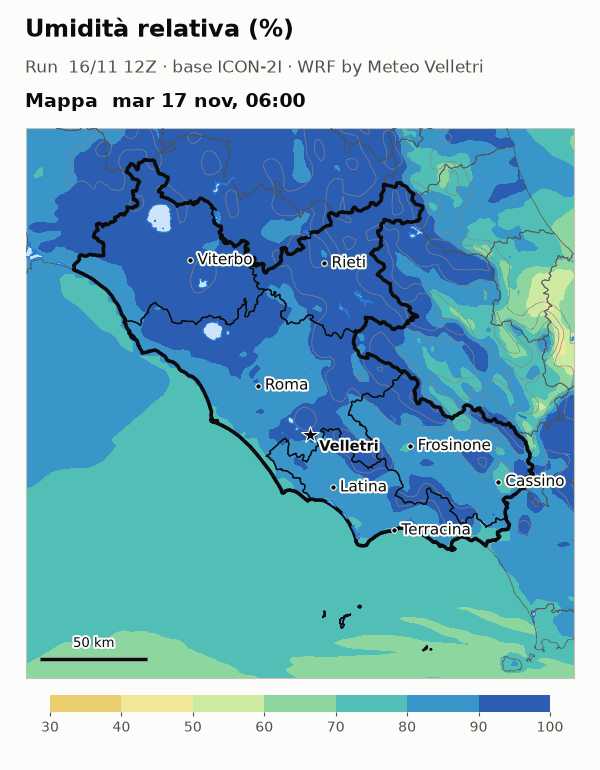 Umidità relativa (%)
Run  16/11 12Z · base ICON-2I · WRF by Meteo Velletri
Mappa  mar 17 nov, 06:00
Viterbo
Rieti
Roma
Velletri
Frosinone
Cassino
Latina
Terracina
50 km
30 40 50 60 70 80 90 100